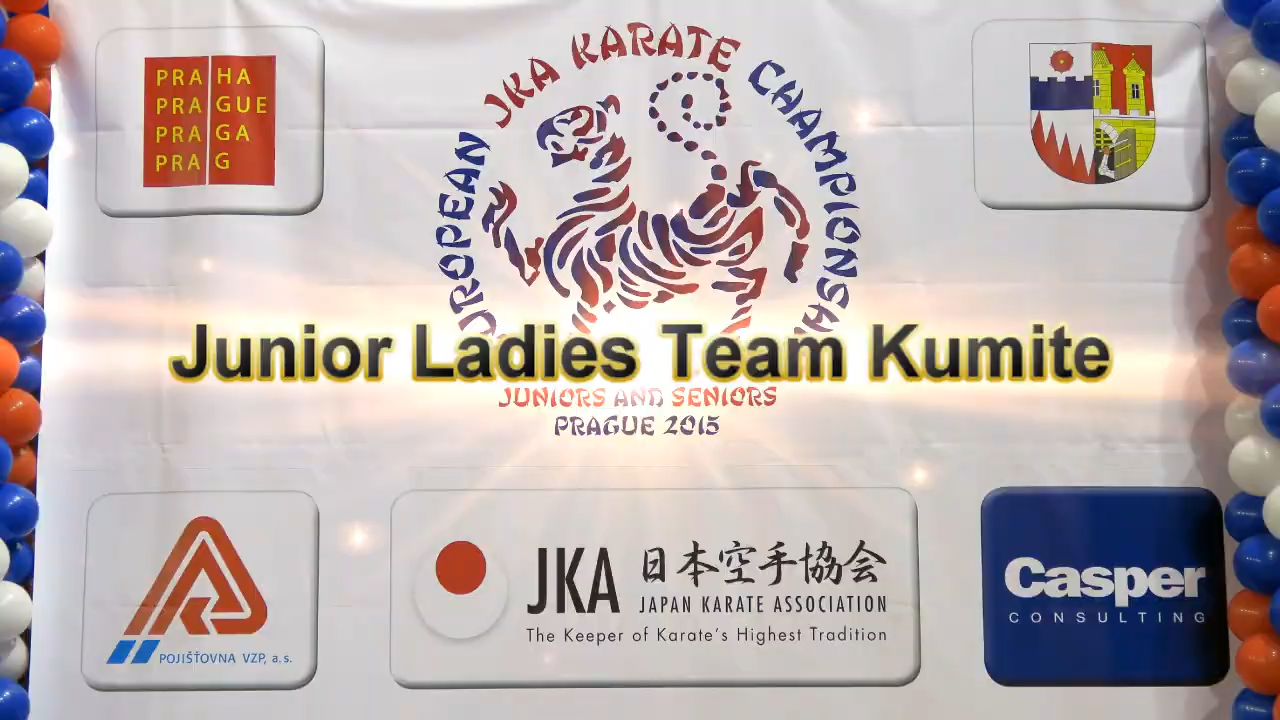 EUROPEAN JKA KARATE CHAMPIONSHIPS
PRA HA
PRA GUE
PRA GA
PRA G
Junior Ladies Team Kumite
JUNIORS AND SENIORS
PRAGUE 2015
POJIŠŤOVNA VZP, a.s.
JKA 日本空手協会
JAPAN KARATE ASSOCIATION
The Keeper of Karate's Highest Tradition
Casper
CONSULTING